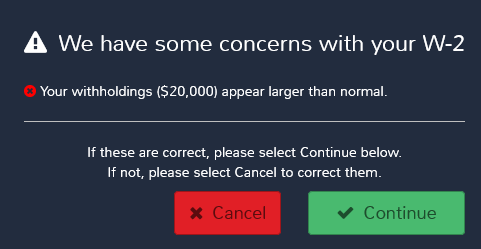 We have some concerns with your W-2
Your withholdings ($20,000) appear larger than normal.
If these are correct, please select Continue below.
If not, please select Cancel to correct them.
Cancel
Continue